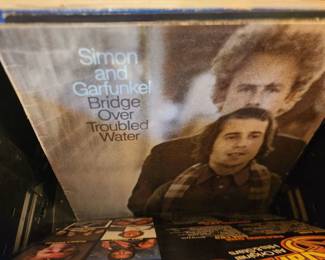 Simon
and
Garfunkel
Bridge
Over
Troubled
Water